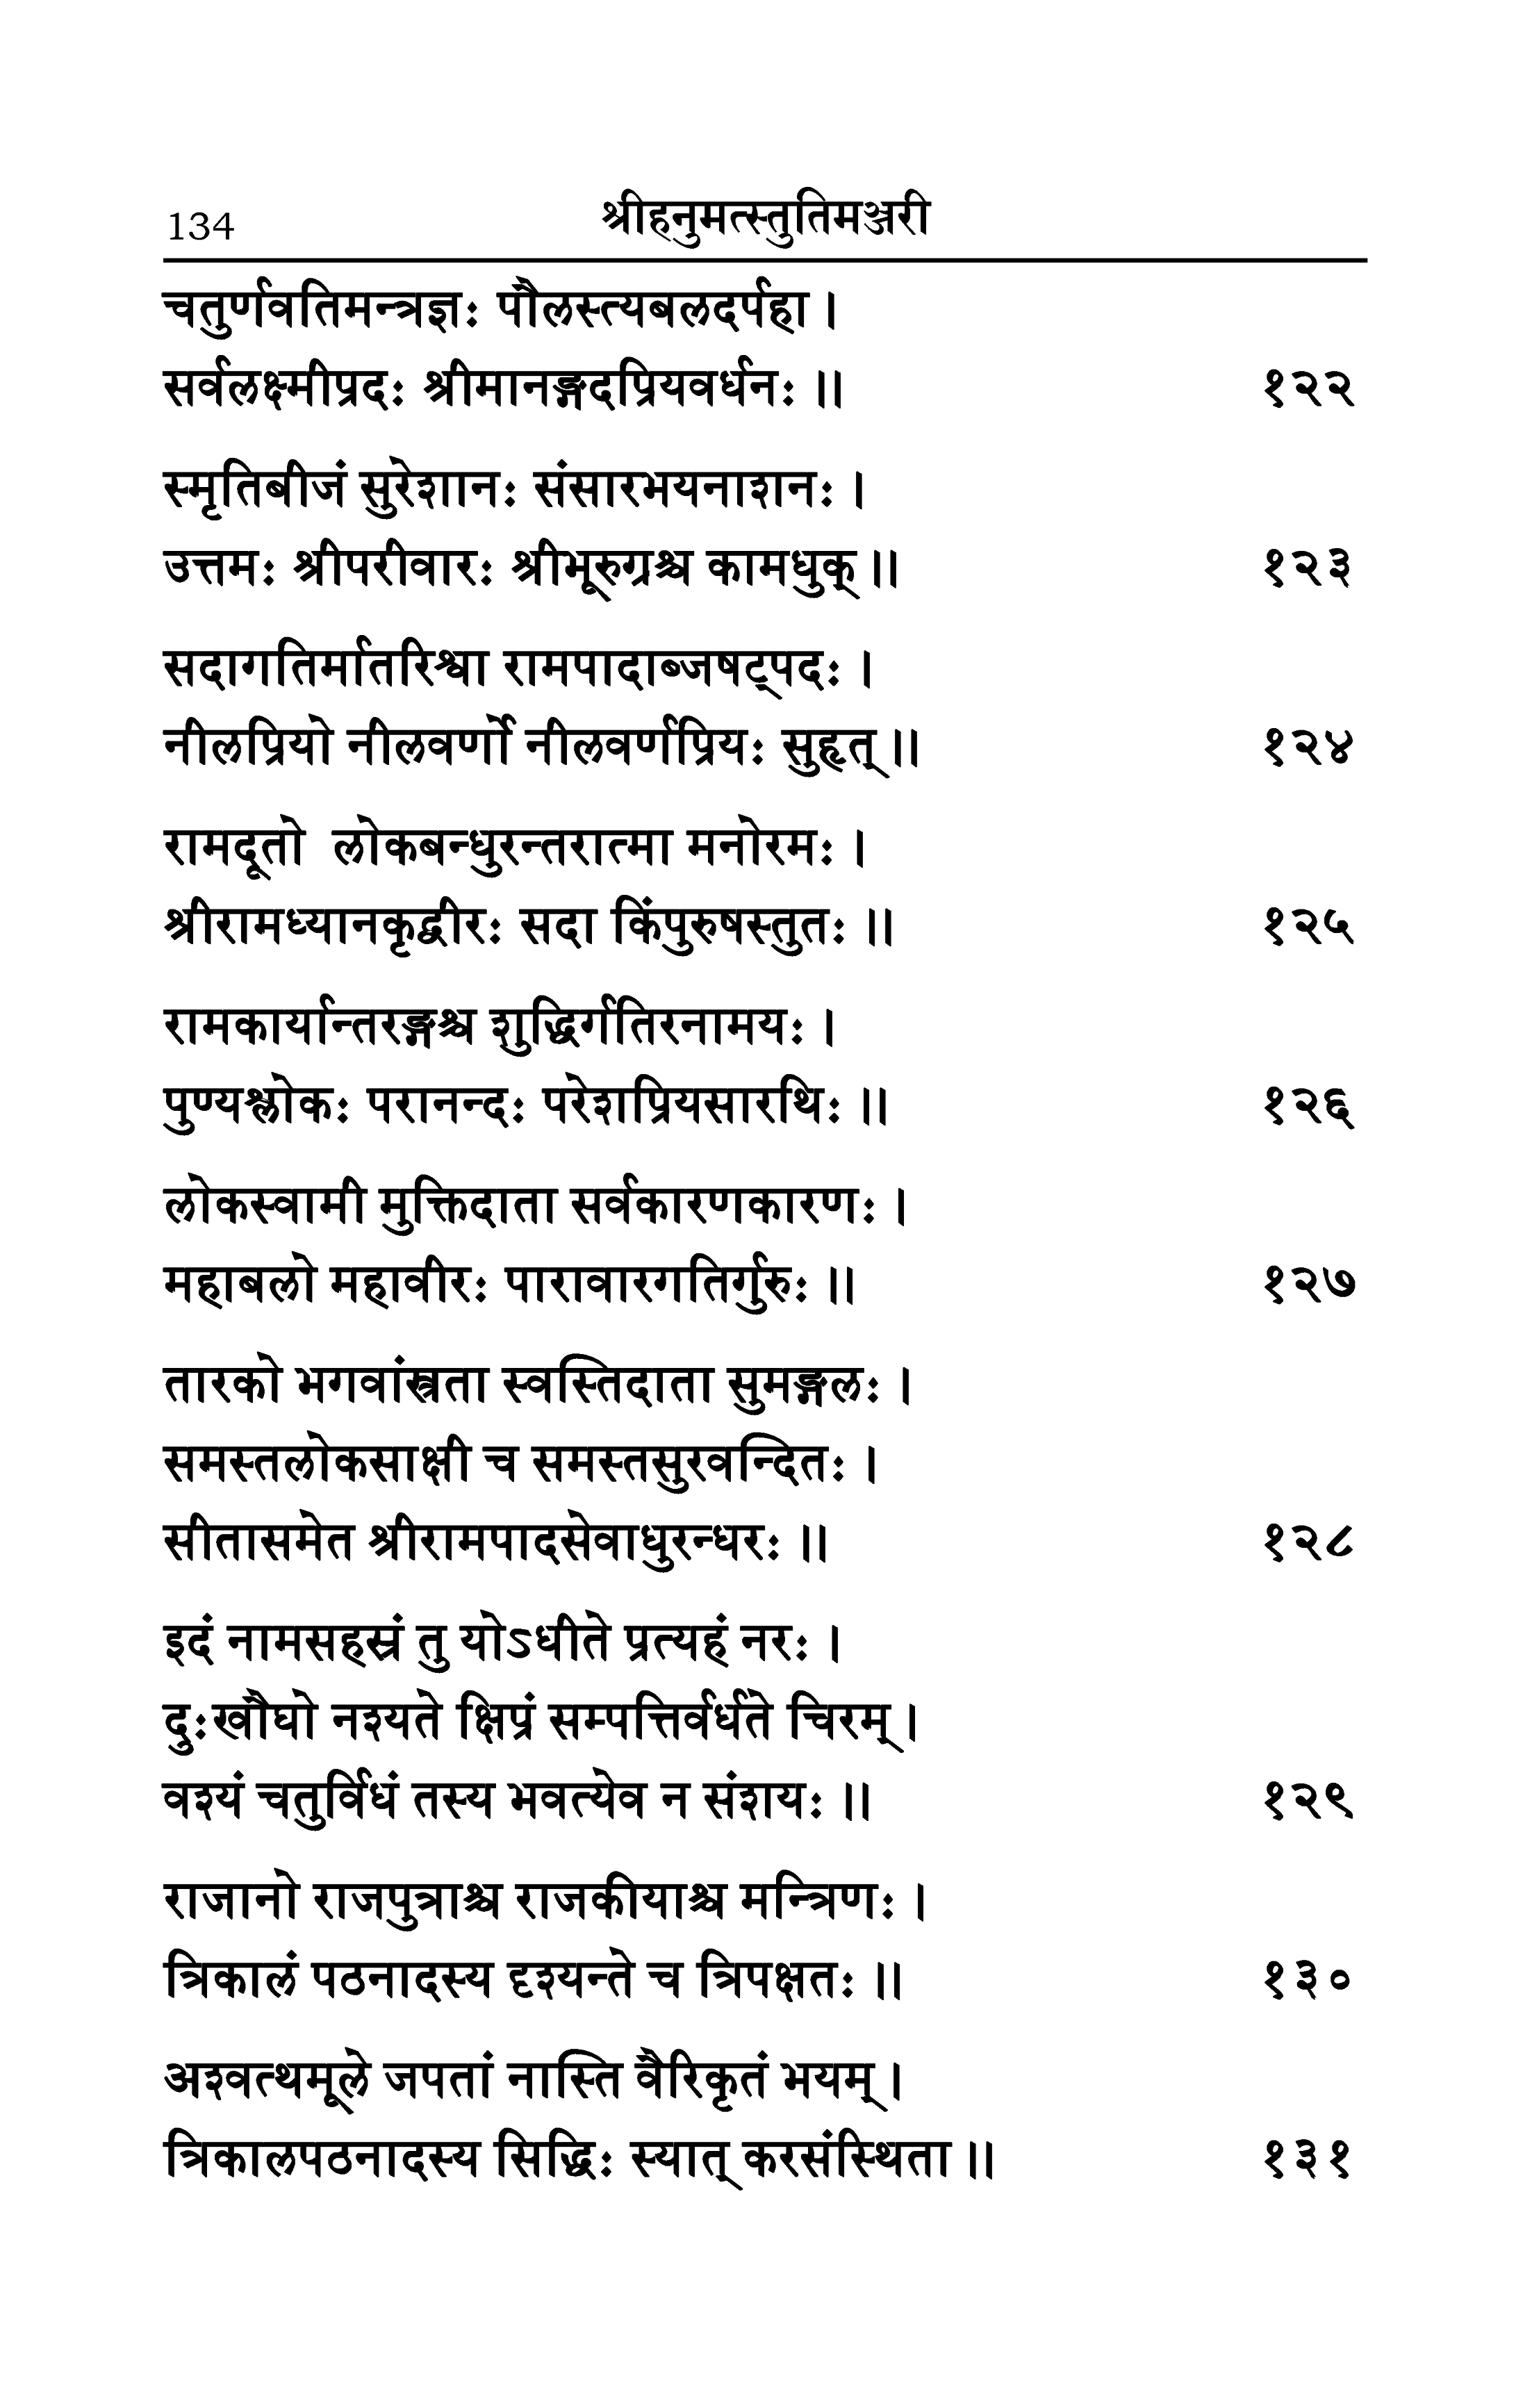 134 श्रीहनुमत्स्तुतिमञ्जरी
चतुर्णवतिमन्त्रज्ञः पौलस्त्यबलदर्पहा।
सर्वलक्ष्मीप्रदः श्रीमानङ्गदप्रियवर्धनः॥ १२२
स्मृतिबीजं सुरेशानः संसारभयनाशनः।
उत्तमः श्रीपरीवारः श्रीभूरुग्रश्च कामधुक्॥ १२३
सदागतिर्मातरिश्वा रामपादाब्जषट्पदः।
नीलप्रियो नीलवर्णो नीलवर्णप्रियः सुहृत्॥ १२४
रामदूतो लोकबन्धुरन्तरात्मा मनोरमः।
श्रीरामध्यानकृद्वीरः सदा किंपुरुषस्तुतः॥ १२५
रामकार्यान्तरङ्गश्च शुद्धिर्गतिरनामयः।
पुण्यश्लोकः परानन्दः परेशप्रियसारथिः॥ १२६
लोकस्वामी मुक्तिदाता सर्वकारणकारणः।
महाबलो महावीरः पारावारगतिर्गुरुः॥ १२७
तारको भगवांस्त्रता स्वस्तिदाता सुमङ्गलः।
समस्तलोकसाक्षी च समस्तसुरवन्दितः।
सीतासमेत श्रीरामपादसेवाधुरन्धरः॥ १२८
इदं नामसहस्रं तु योऽधीते प्रत्यहं नरः।
दुःखौघो नश्यते क्षिप्रं सम्पत्तिर्वर्धते चिरम्।
वश्यं चतुर्विधं तस्य भवत्येव न संशयः॥ १२९
राजानो राजपुत्राश्च राजकीयाश्च मन्त्रिणः।
त्रिकालं पठनादस्य दृश्यन्ते च त्रिपक्षतः॥ १३०
अश्वत्थमूले जपतां नास्ति वैरिकृतं भयम्।
त्रिकालपठनादस्य सिद्धिः स्यात् करसंस्थिता॥ १३१